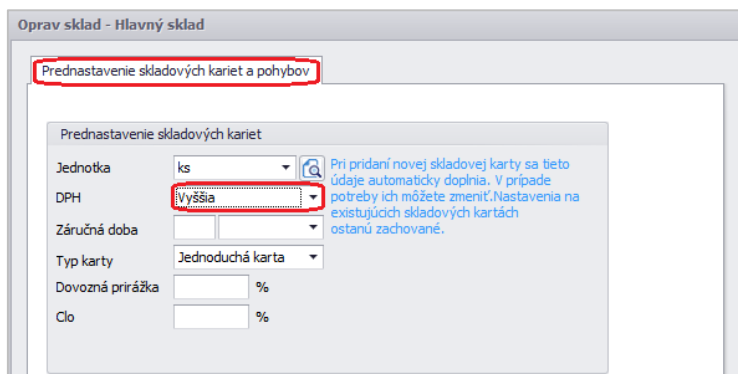 Oprav sklad - Hlavný sklad
Prednastavenie skladových kariet a pohybov
Prednastavenie skladových kariet
Jednotka
ks
DPH
Vyššia
Záručná doba
Typ karty
Jednoduchá karta
Dovozná prirážka
%
Clo
%
Pri pridaní novej skladovej karty sa tieto
údaje automaticky doplnia. V prípade
potreby ich môžete zmeniť.Nastavenia na
existujúcich skladových kartách
ostanú zachované.